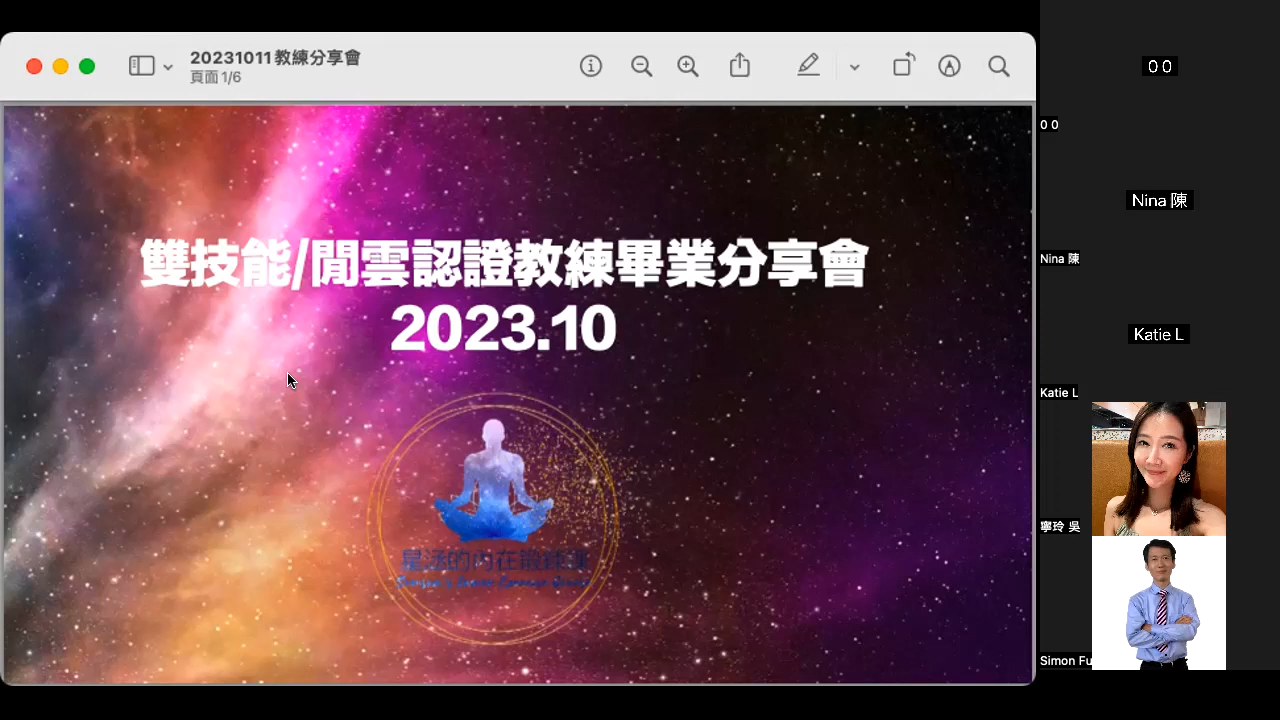 20231011教練分享會
頁面 1/6
雙技能/閒雲認證教練畢業分享會
2023.10
星涵的內在鍛練課
0 0
0 0
Nina 陳
Nina 陳
Katie L
Katie L
寧玲 吳
Simon Fu